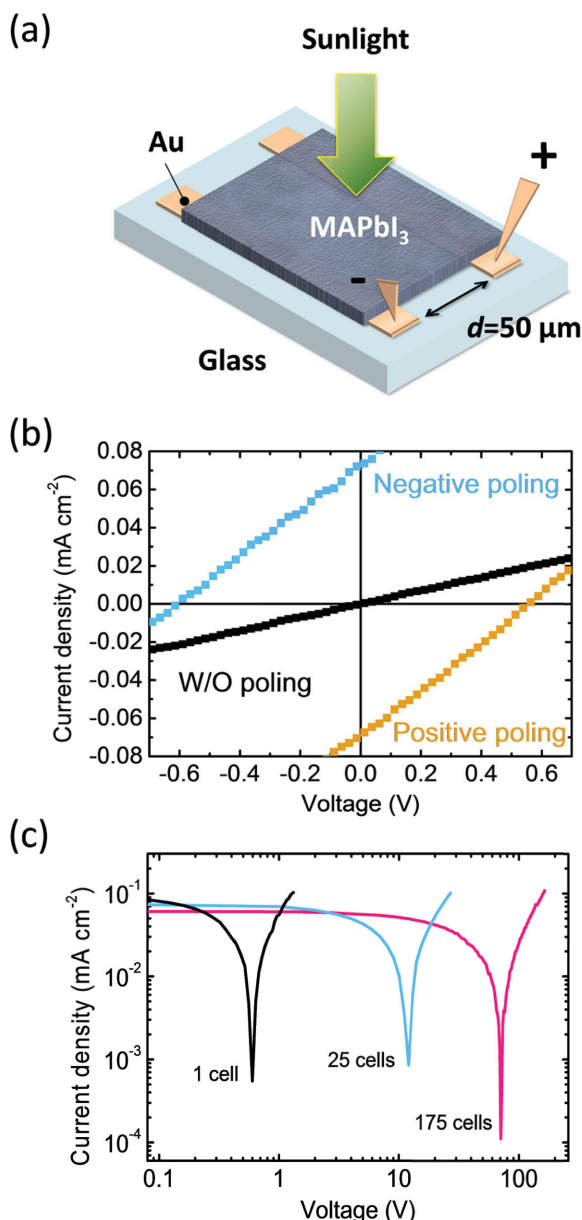 (a)
Sunlight
Au
+
MAPbI₃
-
d=50 μm
Glass
(b)
0.08
0.06
0.04
0.02
0.00
-0.02
-0.04
-0.06
-0.08
Current density (mA cm⁻²)
Negative poling
W/O poling
Positive poling
-0.6 -0.4 -0.2 0.0 0.2 0.4 0.6
Voltage (V)
(c)
10⁻¹
10⁻²
10⁻³
10⁻⁴
Current density (mA cm⁻²)
1 cell
25 cells
175 cells
0.1 1 10 100
Voltage (V)